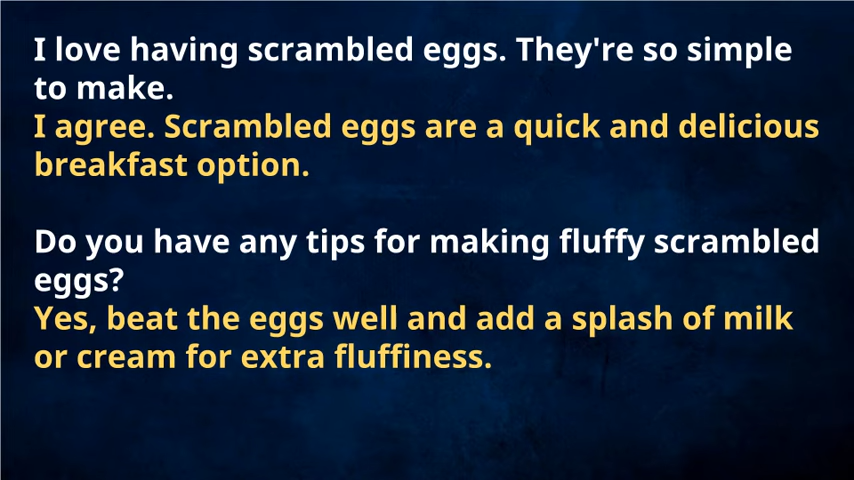 I love having scrambled eggs. They're so simple
to make.
I agree. Scrambled eggs are a quick and delicious
breakfast option.
Do you have any tips for making fluffy scrambled
eggs?
Yes, beat the eggs well and add a splash of milk
or cream for extra fluffiness.